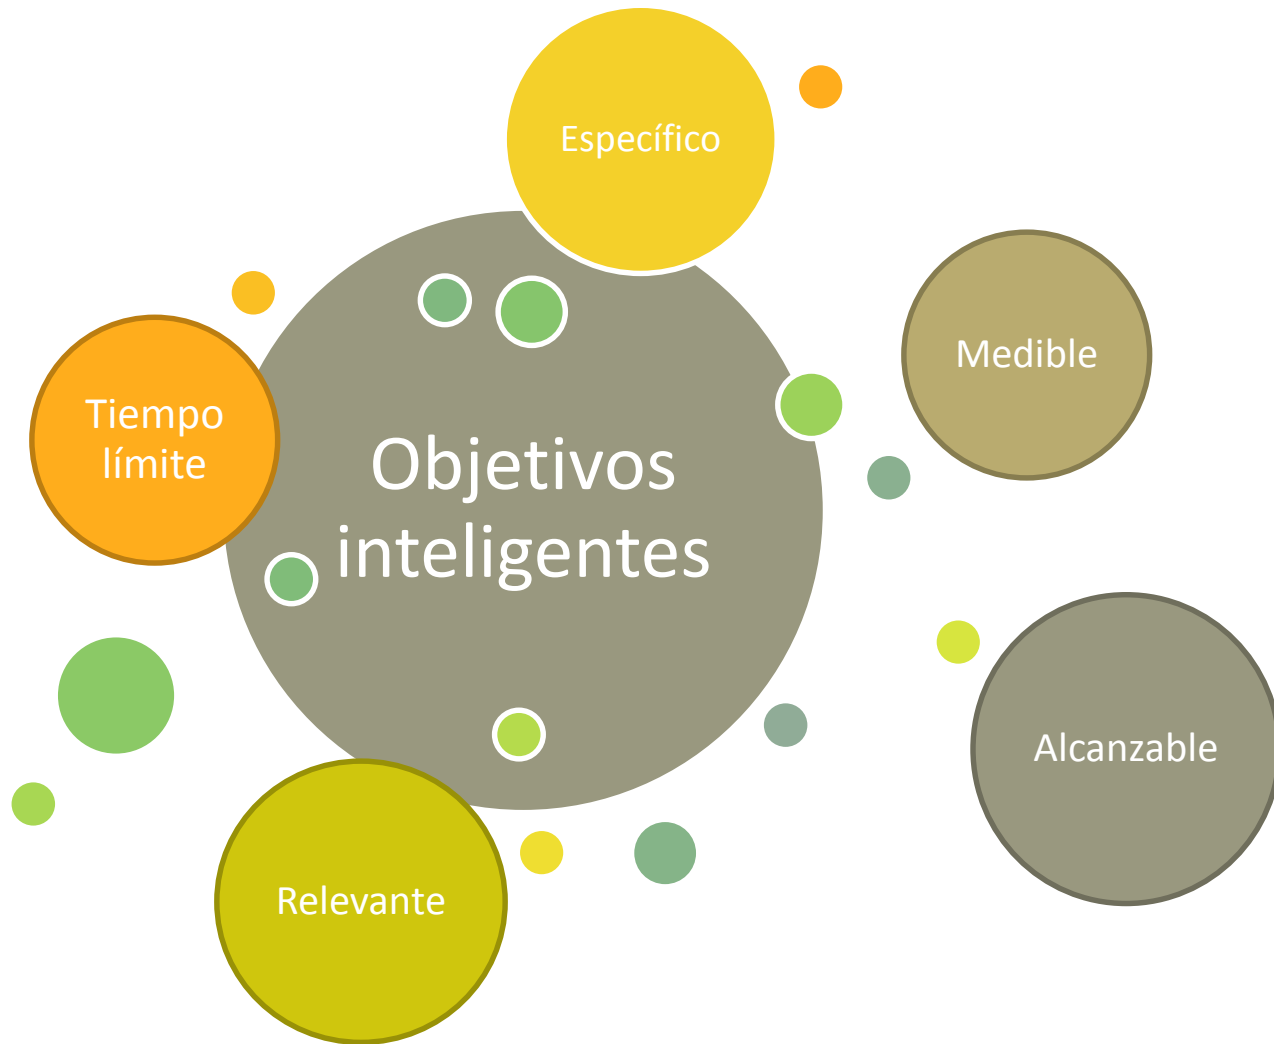 Específico
Medible
Tiempo
límite
Objetivos
inteligentes
Alcanzable
Relevante